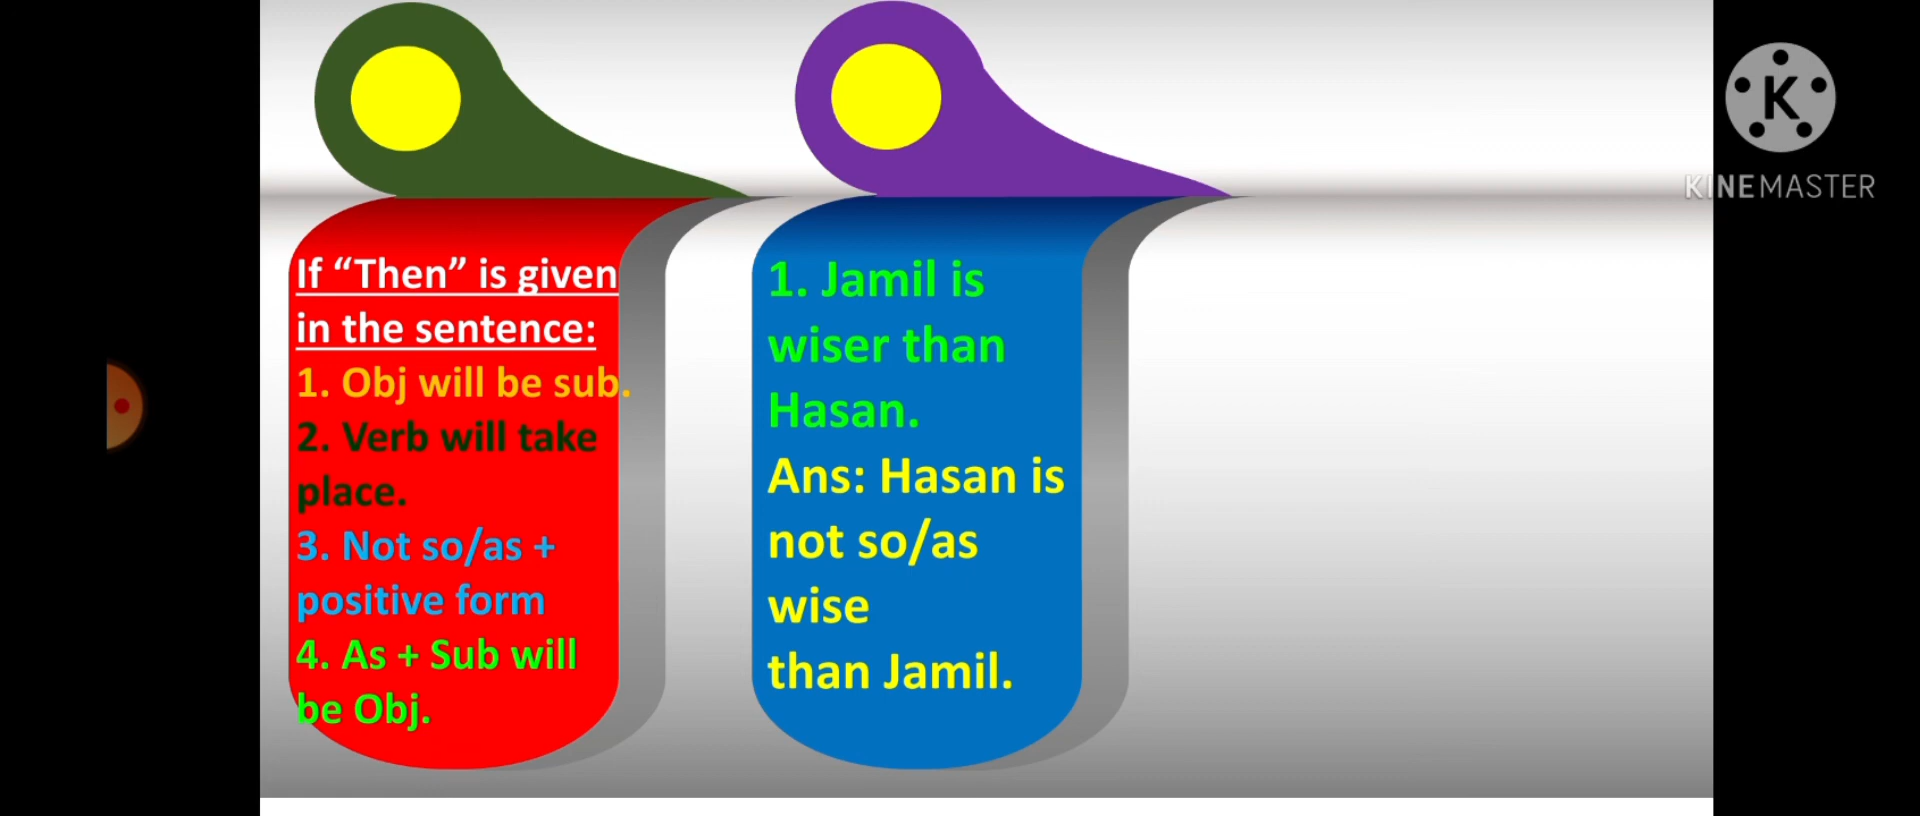 If “Then” is given
in the sentence:
1. Obj will be sub.
2. Verb will take
place.
3. Not so/as +
positive form
4. As + Sub will
be Obj.
1. Jamil is
wiser than
Hasan.
Ans: Hasan is
not so/as
wise
than Jamil.
K
KINEMASTER